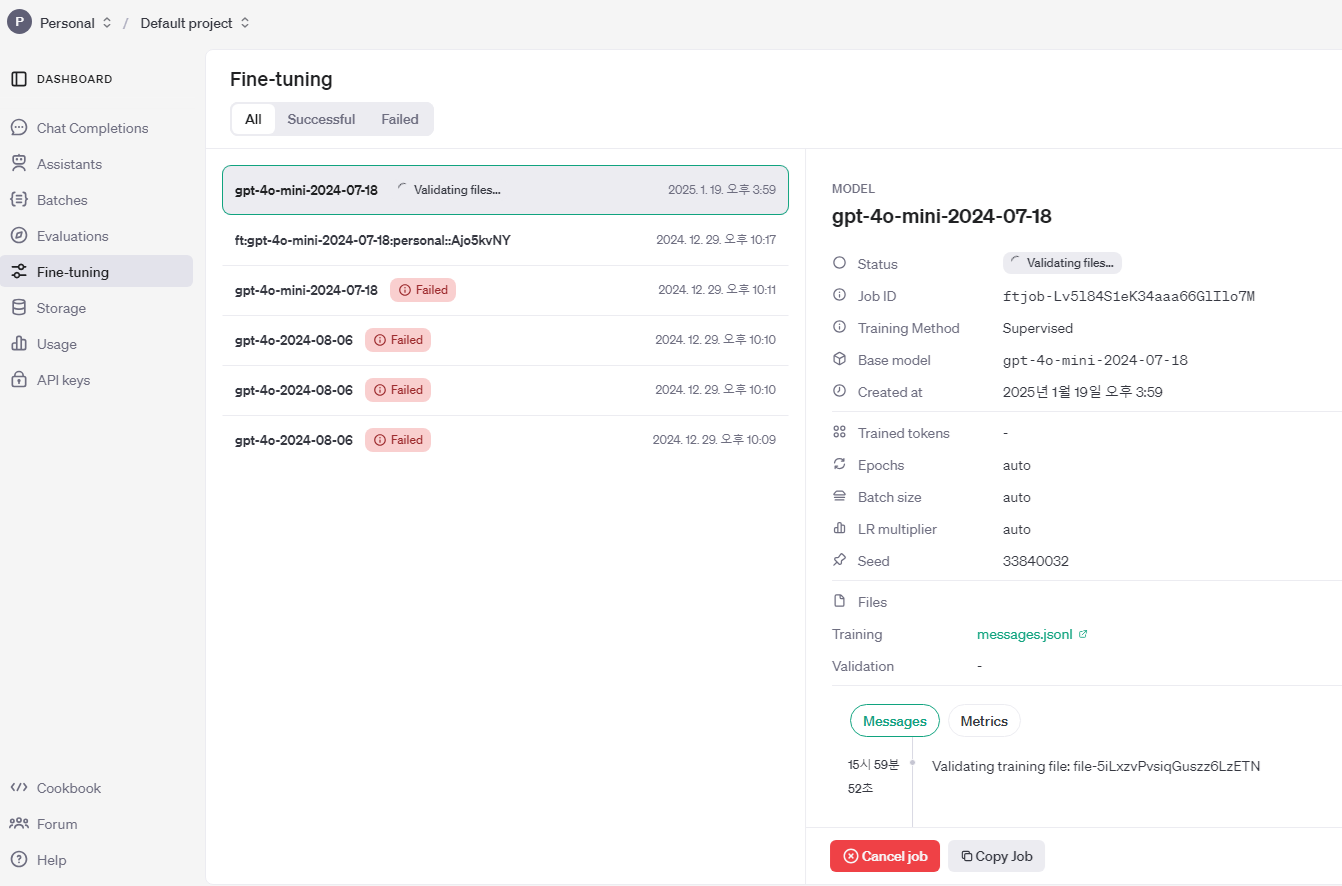 P Personal / Default project
DASHBOARD
Chat Completions
Assistants
Batches
Evaluations
Fine-tuning
Storage
Usage
API keys
Cookbook
Forum
Help
Fine-tuning
All Successful Failed
gpt-4o-mini-2024-07-18 Validating files... 2025. 1. 19. 오후 3:59
ft:gpt-4o-mini-2024-07-18:personal::Ajo5kvNY 2024. 12. 29. 오후 10:17
gpt-4o-mini-2024-07-18 Failed 2024. 12. 29. 오후 10:11
gpt-4o-2024-08-06 Failed 2024. 12. 29. 오후 10:10
gpt-4o-2024-08-06 Failed 2024. 12. 29. 오후 10:10
gpt-4o-2024-08-06 Failed 2024. 12. 29. 오후 10:09
MODEL
gpt-4o-mini-2024-07-18
Status Validating files...
Job ID ftjob-Lv5l84S1eK34aaa66GlIlo7M
Training Method Supervised
Base model gpt-4o-mini-2024-07-18
Created at 2025년 1월 19일 오후 3:59
Trained tokens -
Epochs auto
Batch size auto
LR multiplier auto
Seed 33840032
Files
Training messages.jsonl
Validation -
Messages Metrics
15시 59분 Validating training file: file-5iLxzvPvsiqGuszz6LzETN
52초
Cancel job Copy Job